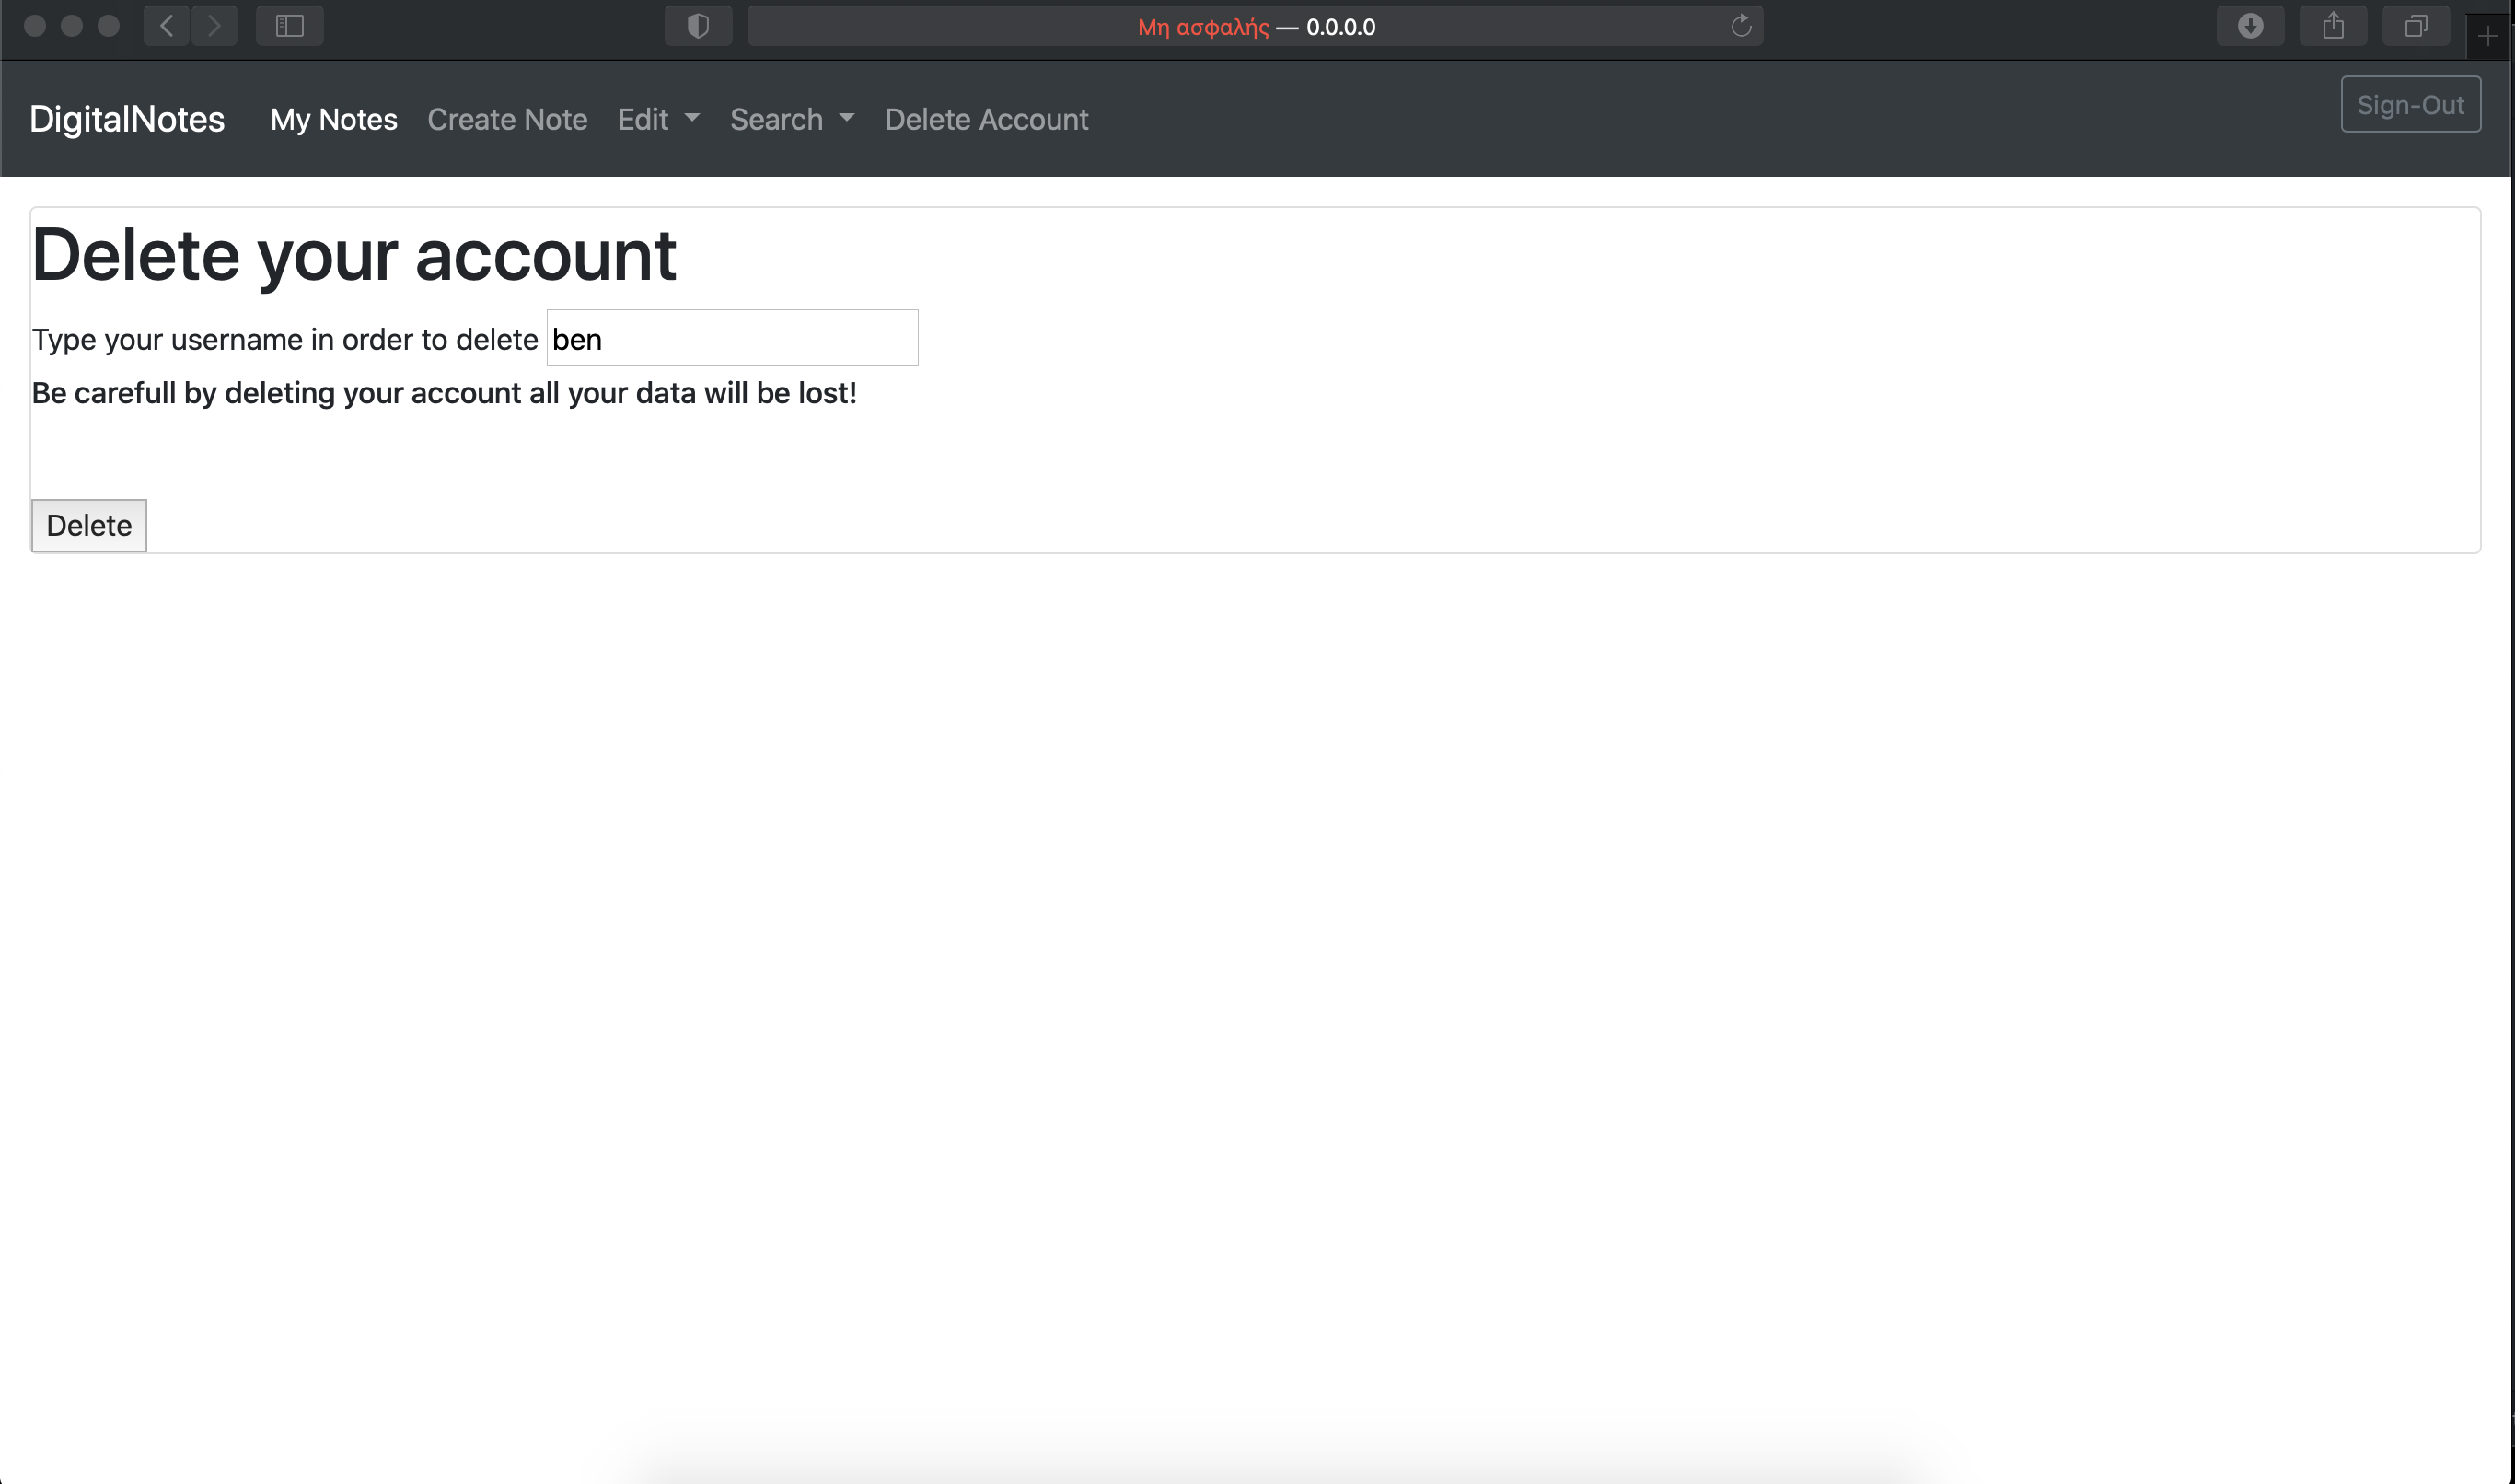 Μη ασφαλής — 0.0.0.0
DigitalNotes My Notes Create Note Edit Search Delete Account Sign-Out
Delete your account
Type your username in order to delete ben
Be carefull by deleting your account all your data will be lost!
Delete